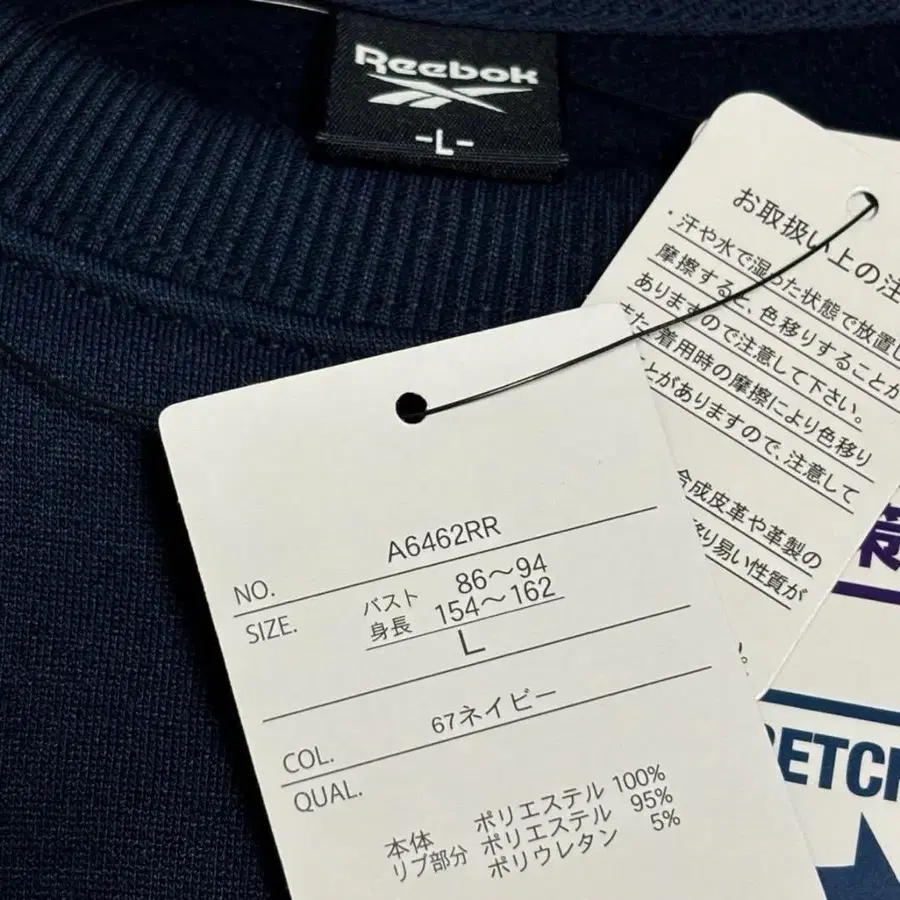 Reebok
-L-
お取扱い上の注
・汗や水で湿った状態で放置し
摩擦すると、色移りすることが
ありますので注意して下さい。
また着用時の摩擦により色移り
とがありますので、注意して
合成皮革や革製の
移り易い性質が
ETCH
NO. A6462RR
SIZE. バスト 86～94
身長 154～162
L
COL. 67ネイビー
QUAL.
本体 ポリエステル 100%
リブ部分 ポリエステル 95%
ポリウレタン 5%